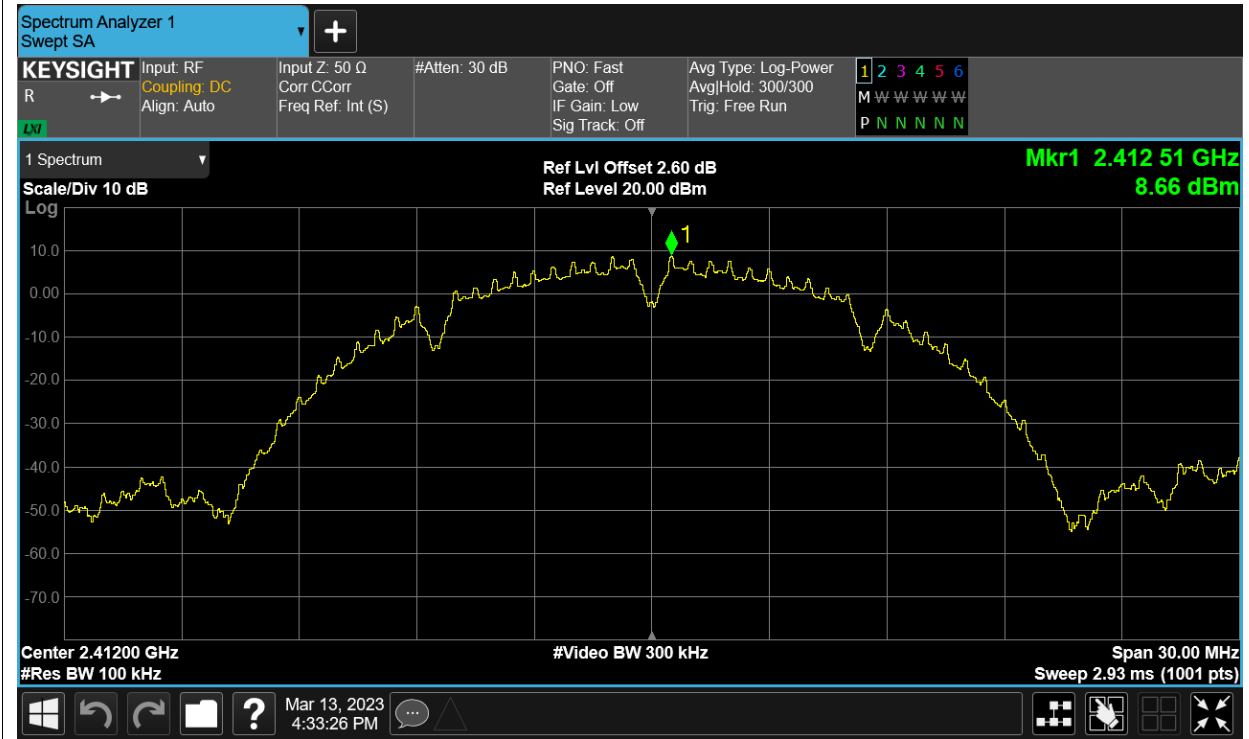 Spectrum Analyzer 1
Swept SA
KEYSIGHT
R
LXI
Input: RF
Coupling: DC
Align: Auto
Input Z: 50 Ω
Corr CCorr
Freq Ref: Int (S)
#Atten: 30 dB
PNO: Fast
Gate: Off
IF Gain: Low
Sig Track: Off
Avg Type: Log-Power
Avg|Hold: 300/300
Trig: Free Run
1 2 3 4 5 6
M W W W W W
P N N N N N
1 Spectrum
Scale/Div 10 dB
Log
Ref Lvl Offset 2.60 dB
Ref Level 20.00 dBm
Mkr1 2.412 51 GHz
8.66 dBm
1
10.0
0.00
-10.0
-20.0
-30.0
-40.0
-50.0
-60.0
-70.0
Center 2.41200 GHz
#Video BW 300 kHz
Span 30.00 MHz
#Res BW 100 kHz
Sweep 2.93 ms (1001 pts)
?
Mar 13, 2023
4:33:26 PM